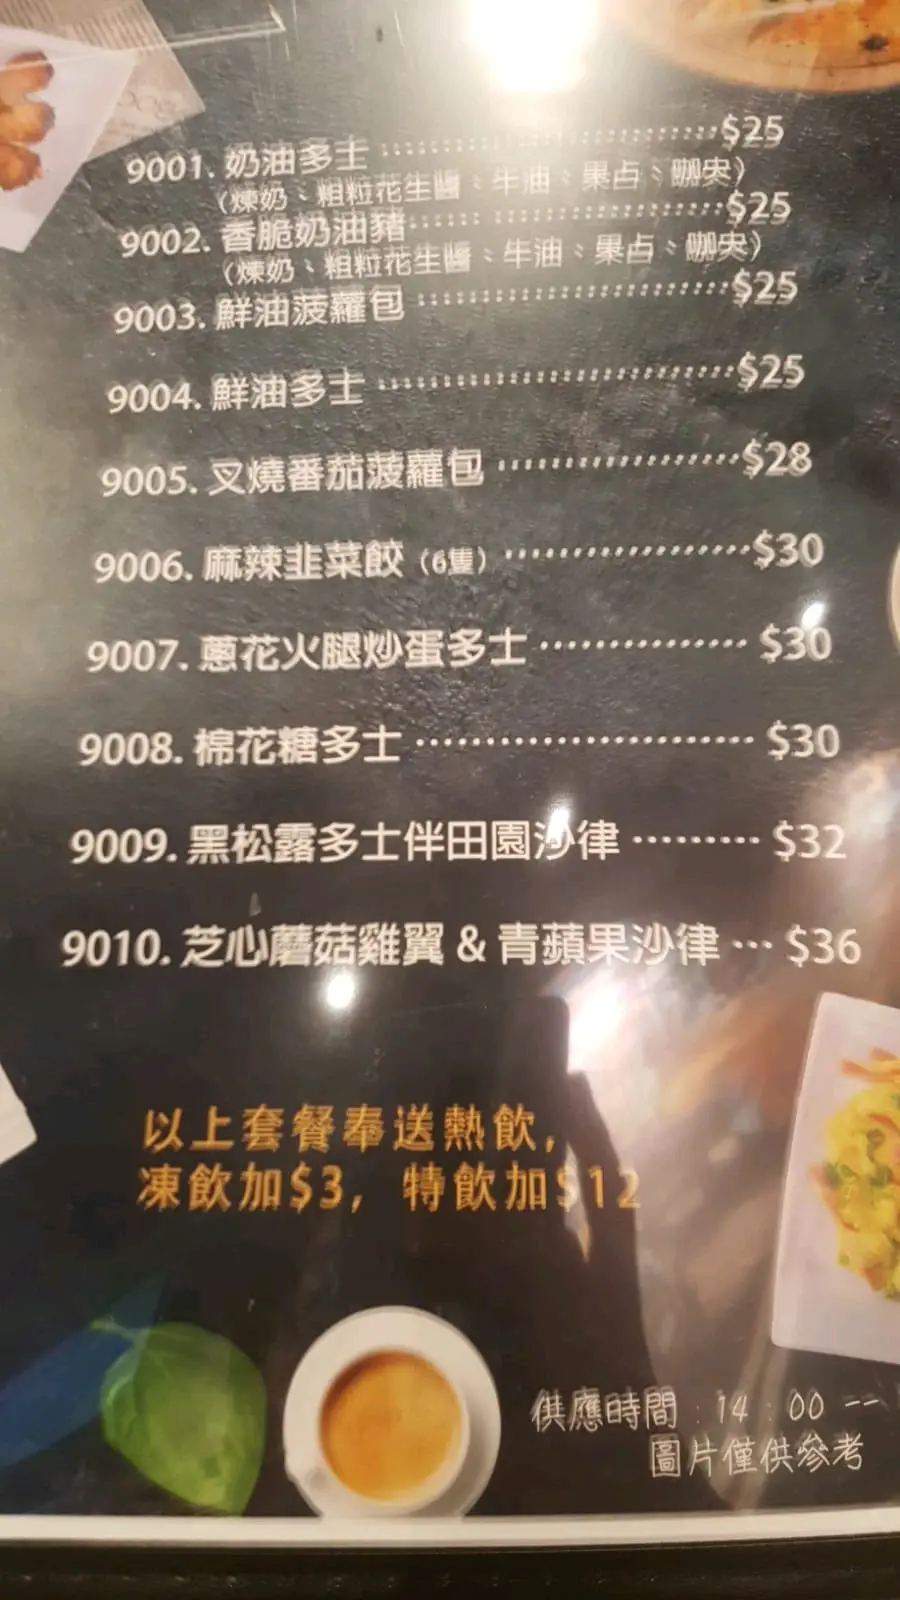 9001. 奶油多士 $25
(煉奶、粗粒花生醬、牛油、果占、咖央)
9002. 香脆奶油豬 $25
(煉奶、粗粒花生醬、牛油、果占、咖央)
9003. 鮮油菠蘿包 $25
9004. 鮮油多士 $25
9005. 叉燒番茄菠蘿包 $28
9006. 麻辣韭菜餃 (6隻) $30
9007. 蔥花火腿炒蛋多士 $30
9008. 棉花糖多士 $30
9009. 黑松露多士伴田園沙律 $32
9010. 芝心蘑菇雞翼 & 青蘋果沙律 $36
以上套餐奉送熱飲,
凍飲加$3, 特飲加$12
供應時間 : 14 : 00 --
圖片僅供參考